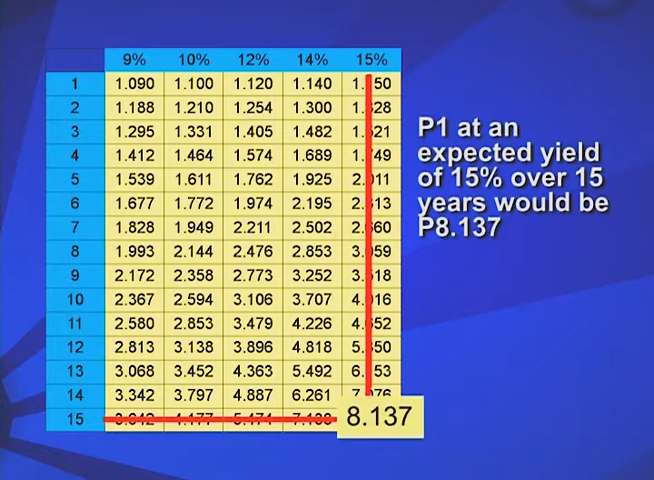 9% 10% 12% 14% 15%
1 1.090 1.100 1.120 1.140
2 1.188 1.210 1.254 1.300
3 1.295 1.331 1.405 1.482
4 1.412 1.464 1.574 1.689
5 1.539 1.611 1.762 1.925
6 1.677 1.772 1.974 2.195
7 1.828 1.949 2.211 2.502
8 1.993 2.144 2.476 2.853
9 2.172 2.358 2.773 3.252
10 2.367 2.594 3.106 3.707
11 2.580 2.853 3.479 4.226
12 2.813 3.138 3.896 4.818
13 3.068 3.452 4.363 5.492
14 3.342 3.797 4.887 6.261
15 8.137
P1 at an
expected yield
of 15% over 15
years would be
P8.137